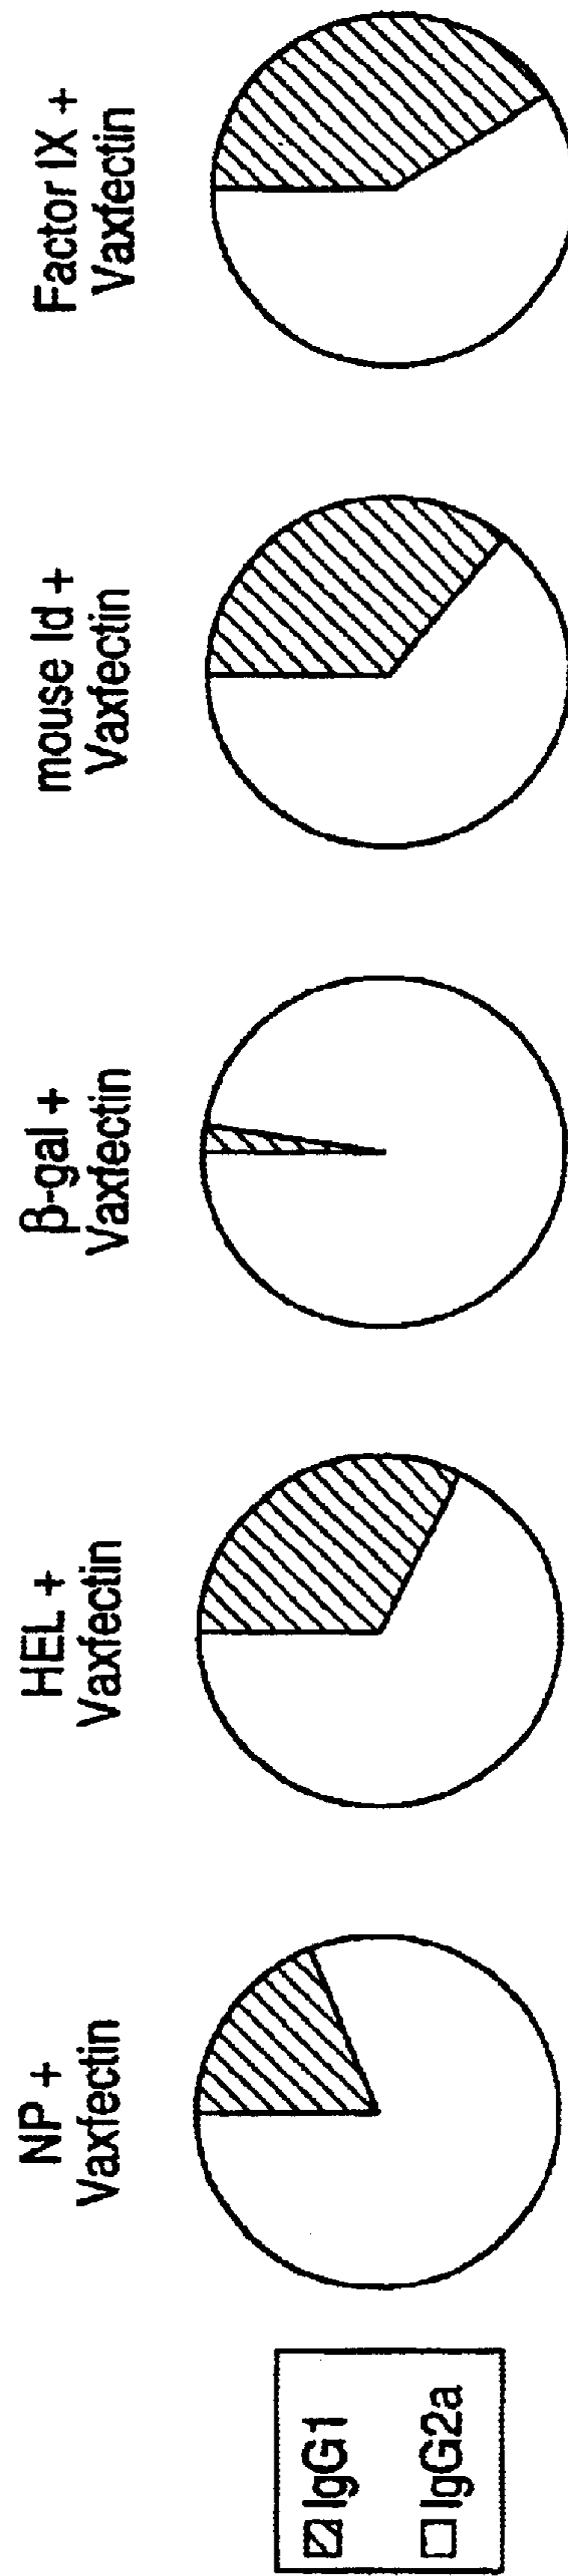 IgG1
IgG2a
NP +
Vaxfectin
HEL +
Vaxfectin
β-gal +
Vaxfectin
mouse Id +
Vaxfectin
Factor IX +
Vaxfectin